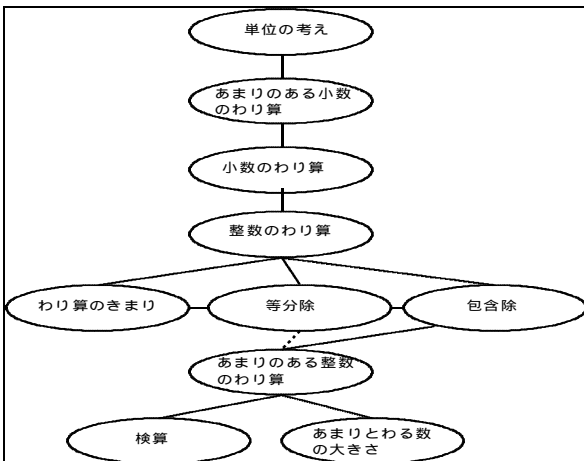 単位の考え
あまりのある小数
のわり算
小数のわり算
整数のわり算
わり算のきまり
等分除
包含除
あまりのある整数
のわり算
検算
あまりとわる数
の大きさ